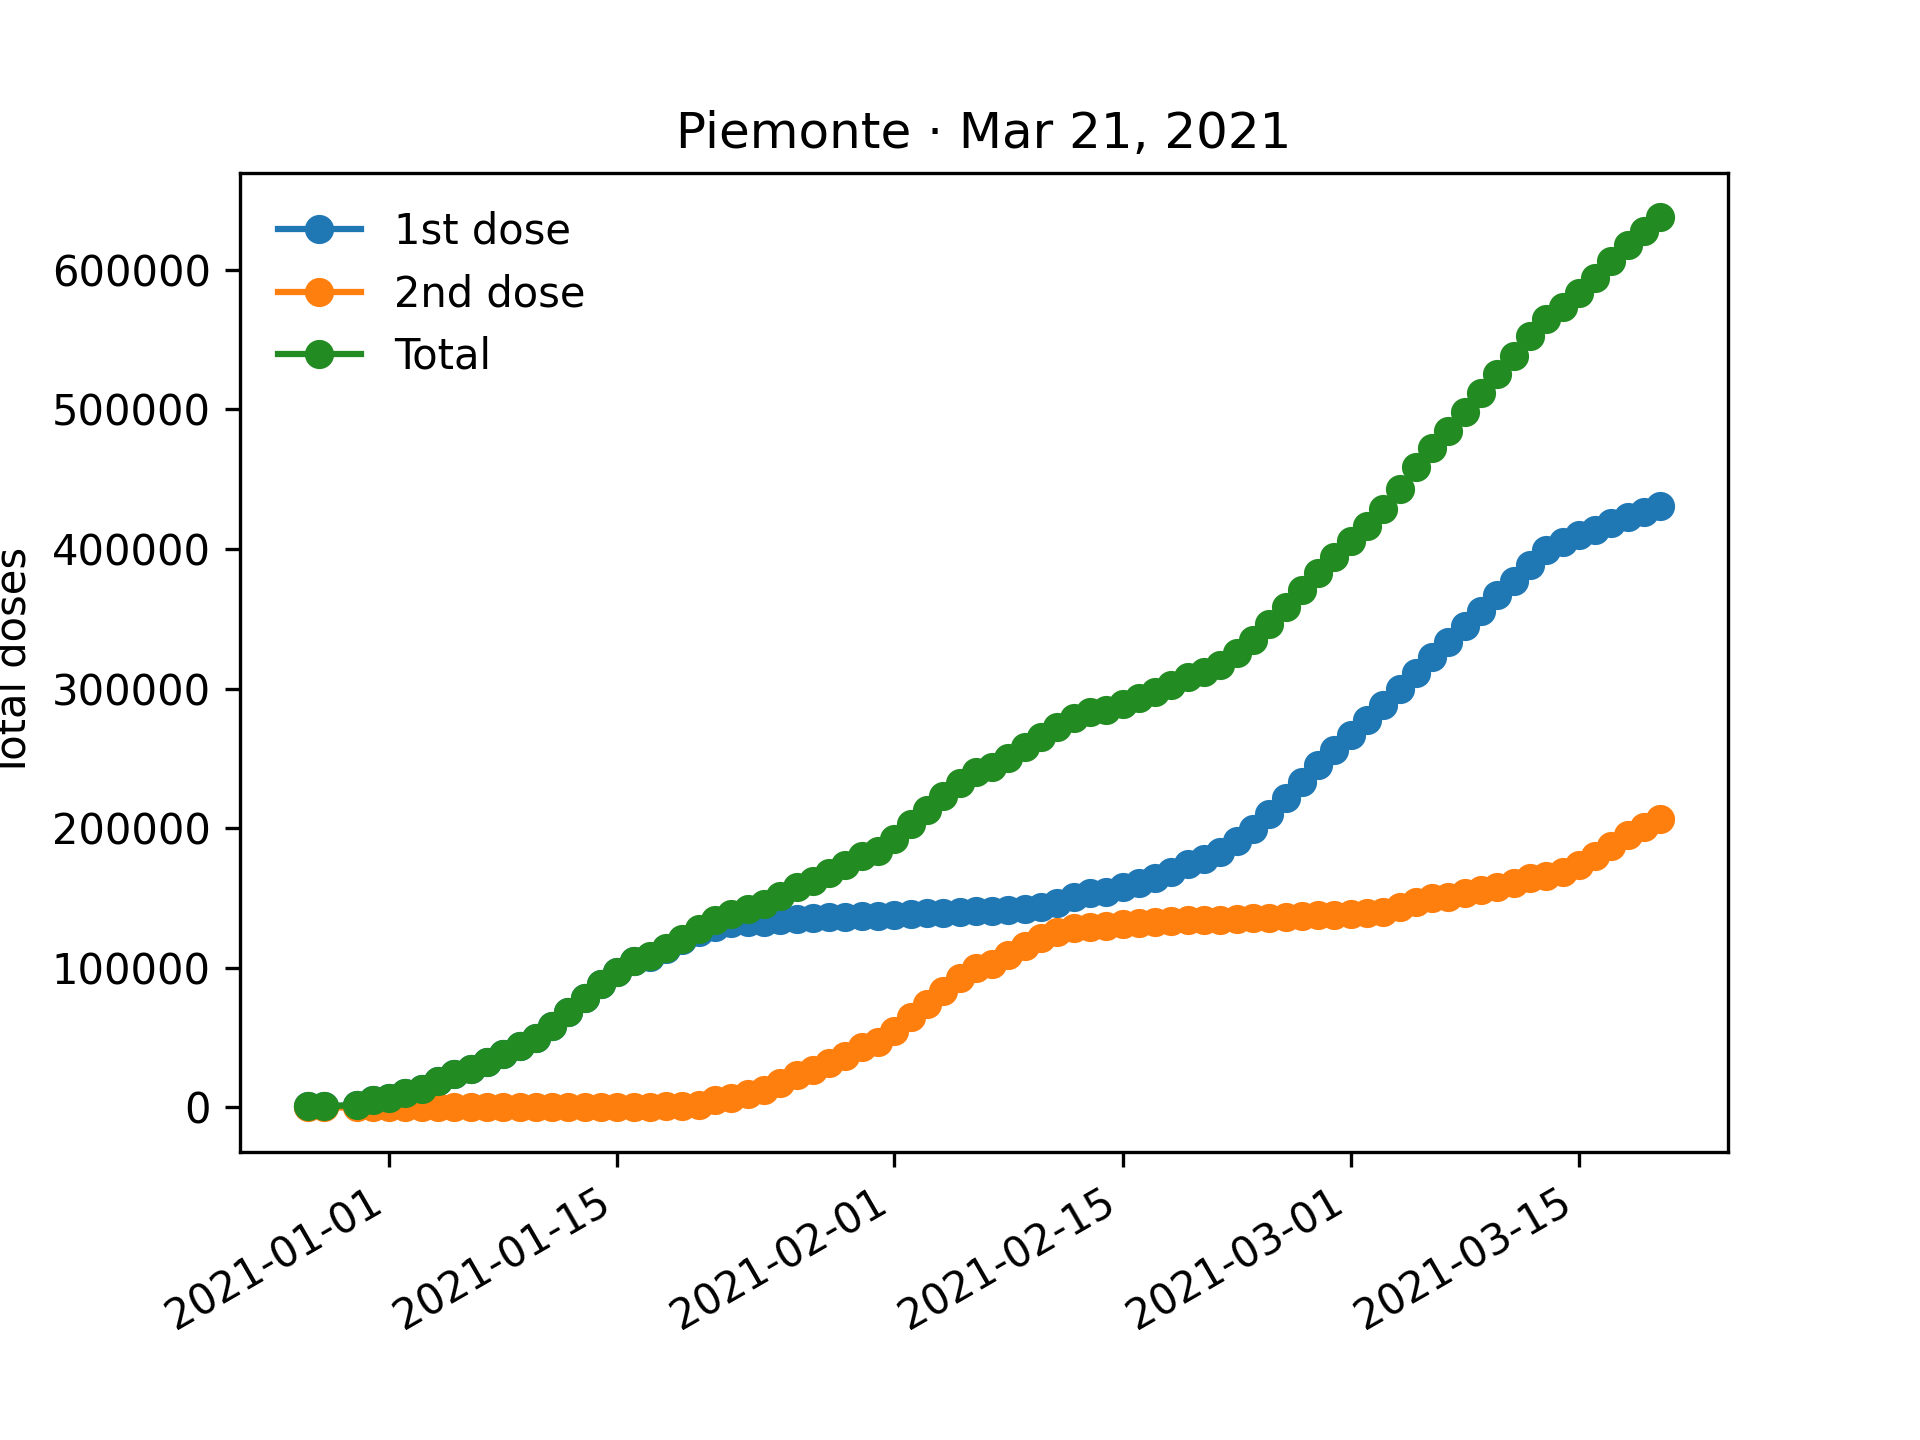 Piemonte · Mar 21, 2021
1st dose
2nd dose
Total
Total doses
600000
500000
400000
300000
200000
100000
0
2021-01-01
2021-01-15
2021-02-01
2021-02-15
2021-03-01
2021-03-15